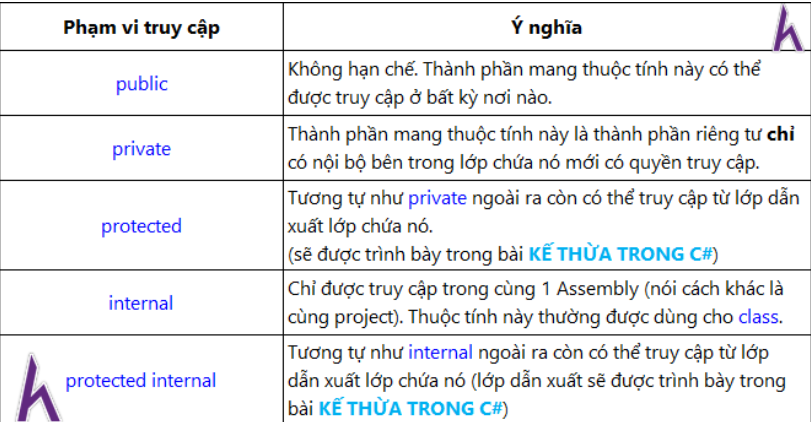 Phạm vi truy cập
Ý nghĩa
public
Không hạn chế. Thành phần mang thuộc tính này có thể
được truy cập ở bất kỳ nơi nào.
private
Thành phần mang thuộc tính này là thành phần riêng tư chỉ
có nội bộ bên trong lớp chứa nó mới có quyền truy cập.
protected
Tương tự như private ngoài ra còn có thể truy cập từ lớp dẫn
xuất lớp chứa nó.
(sẽ được trình bày trong bài KẾ THỪA TRONG C#)
internal
Chỉ được truy cập trong cùng 1 Assembly (nói cách khác là
cùng project). Thuộc tính này thường được dùng cho class.
protected internal
Tương tự như internal ngoài ra còn có thể truy cập từ lớp
dẫn xuất lớp chứa nó (lớp dẫn xuất sẽ được trình bày trong
bài KẾ THỪA TRONG C#)